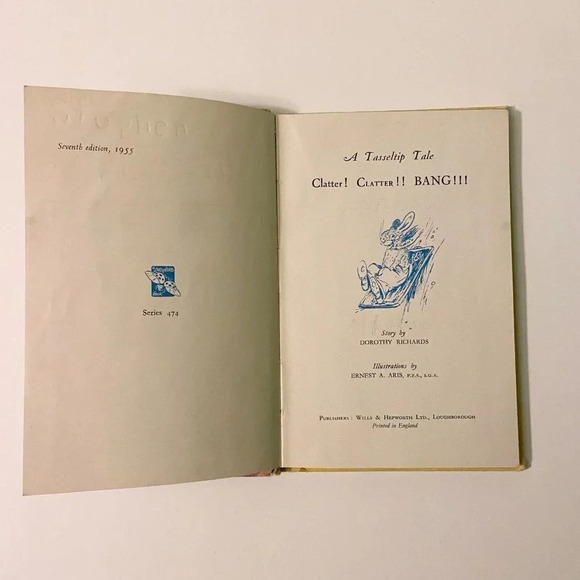 Stephen
Seventh edition, 1955
Series 474
A Tasseltip Tale
Clatter! CLATTER!! BANG!!!
Story by
DOROTHY RICHARDS
Illustrations by
ERNEST A. ARIS, F.Z.S., S.G.A.
PUBLISHERS: WILLS & HEPWORTH LTD., LOUGHBOROUGH
Printed in England